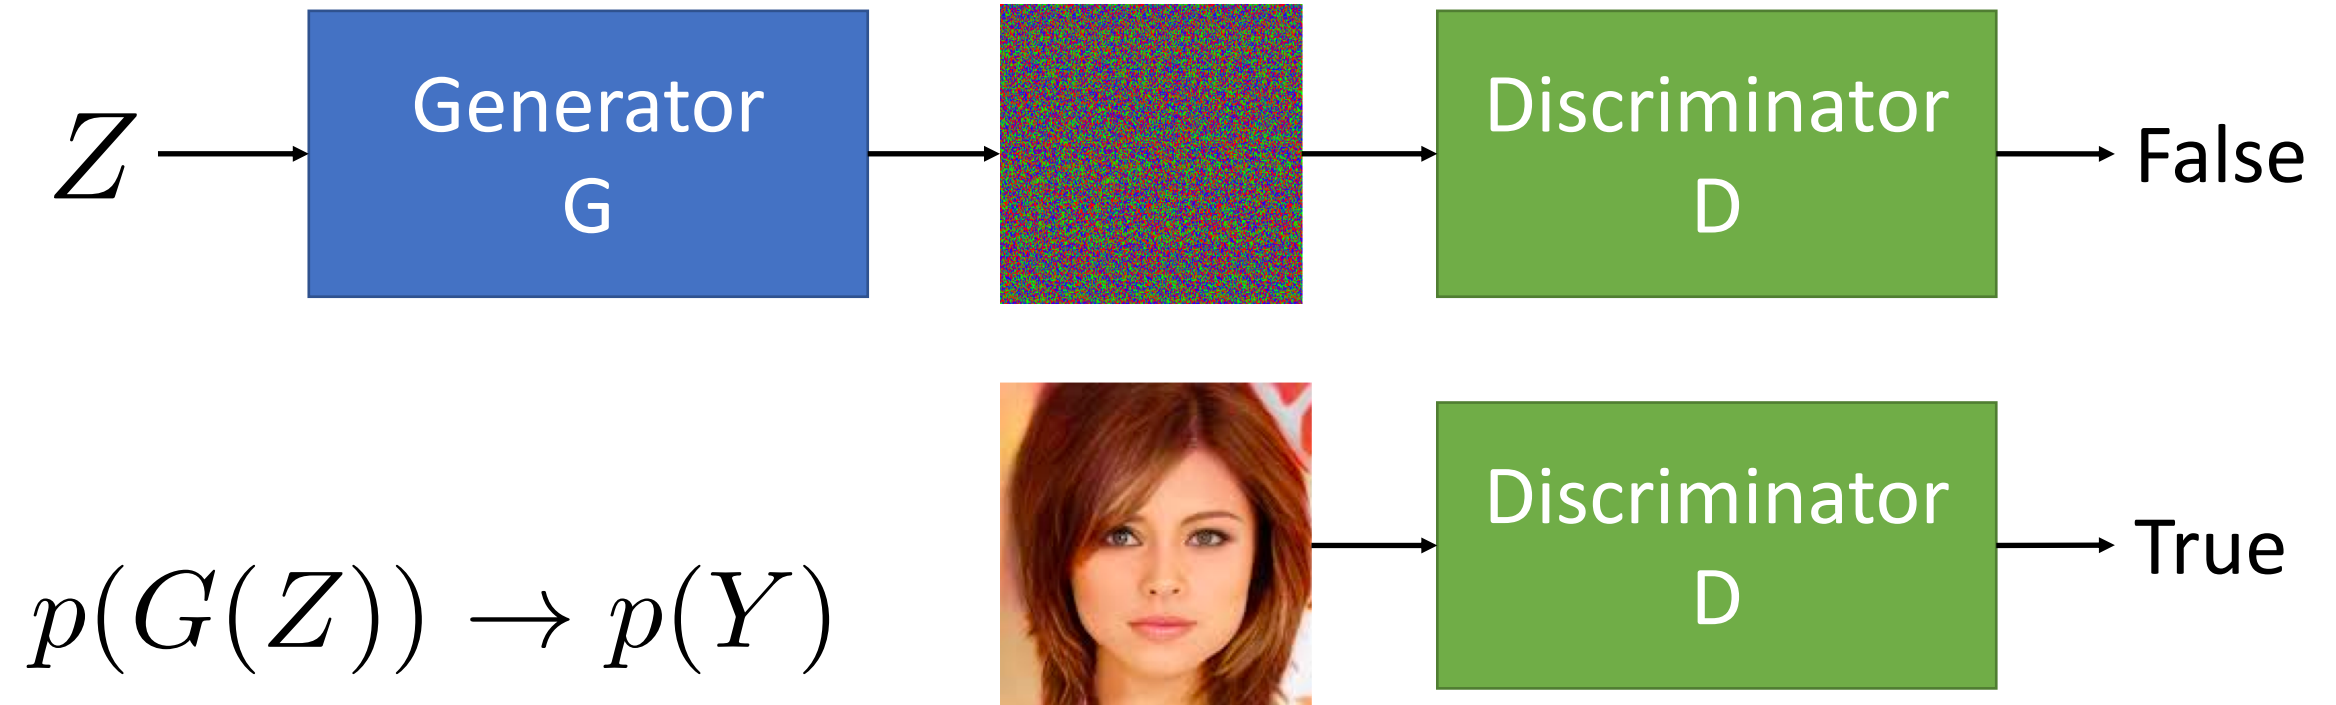 Z
Generator
G
Discriminator
D
False
Discriminator
D
True
p(G(Z)) → p(Y)